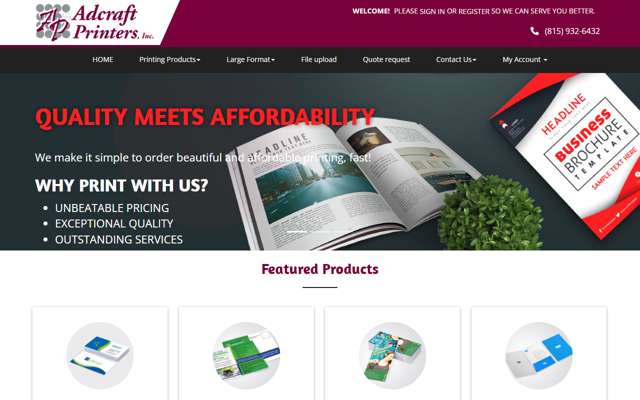 Adcraft
Printers, Inc.
WELCOME! PLEASE SIGN IN OR REGISTER SO WE CAN SERVE YOU BETTER.
(815) 932-6432
HOME
Printing Products
Large Format
File upload
Quote request
Contact Us
My Account
QUALITY MEETS AFFORDABILITY
We make it simple to order beautiful and affordable printing, fast!
WHY PRINT WITH US?
UNBEATABLE PRICING
EXCEPTIONAL QUALITY
OUTSTANDING SERVICES
HEADLINE
HEADLINE
SAMPLE TEXT HERE
Business
BROCHURE
TEMPLATE
SAMPLE TEXT HERE
Featured Products